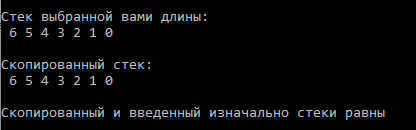 Стек выбранной вами длины:
6 5 4 3 2 1 0
Скопированный стек:
6 5 4 3 2 1 0
Скопированный и введенный изначально стеки равны